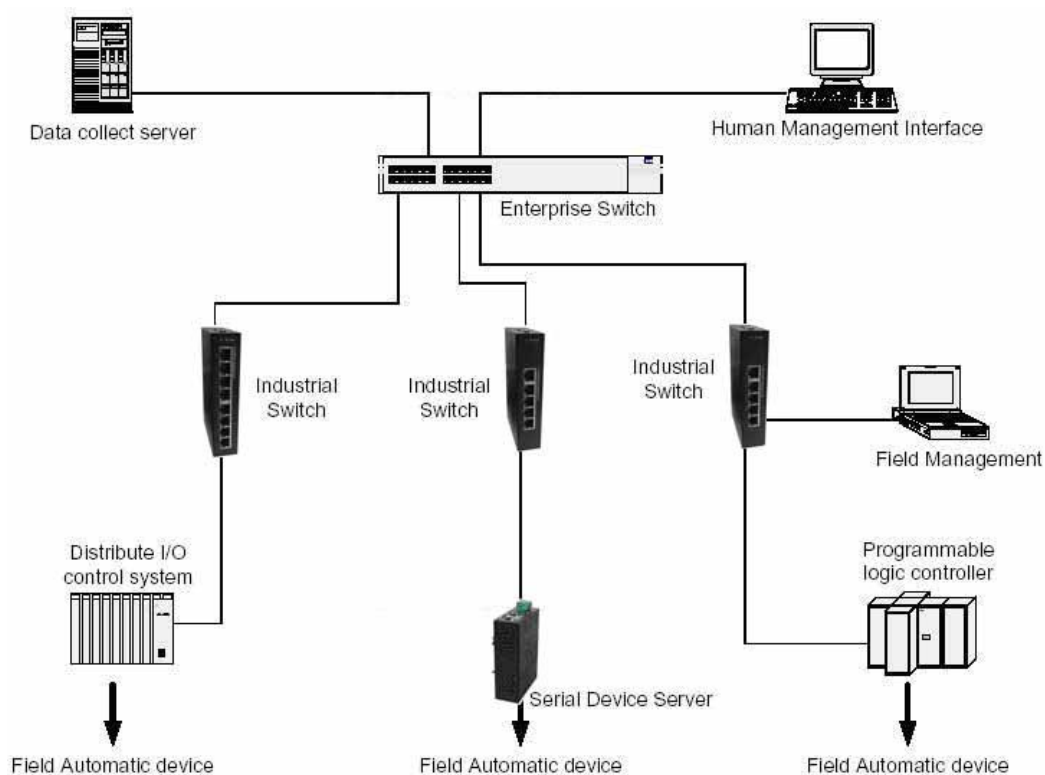 Data collect server
Human Management Interface
Enterprise Switch
Industrial
Switch
Industrial
Switch
Industrial
Switch
Field Management
Distribute I/O
control system
Programmable
logic controller
Serial Device Server
Field Automatic device
Field Automatic device
Field Automatic device